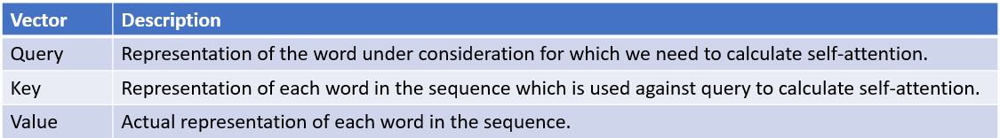 Vector Description
Query Representation of the word under consideration for which we need to calculate self-attention.
Key Representation of each word in the sequence which is used against query to calculate self-attention.
Value Actual representation of each word in the sequence.